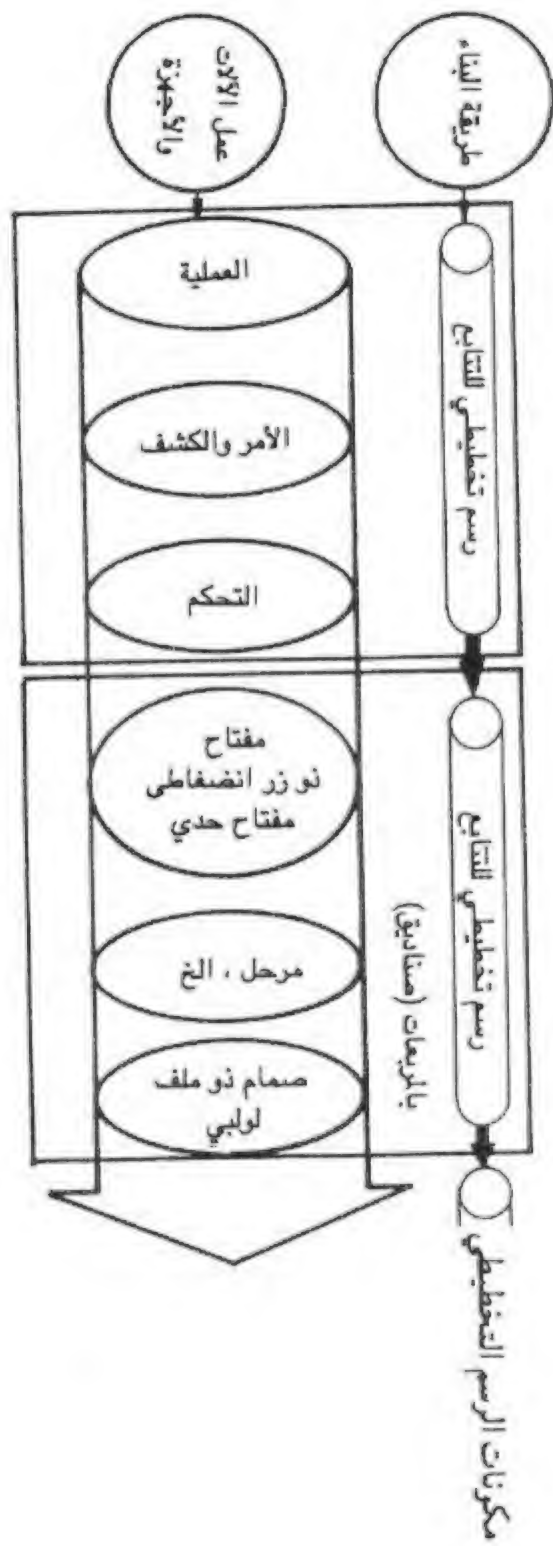 طريقة البناء
رسم تخطيطي للتتابع
رسم تخطيطي للتتابع
بالمربعات (صناديق)
مكونات الرسم التخطيطي
عمل الآلات
والأجهزة
العملية
الأمر والكشف
التحكم
مفتاح
ذو زر انضغاطى
مفتاح حدي
مرحل ، الخ
صمام ذو ملف
لولبي